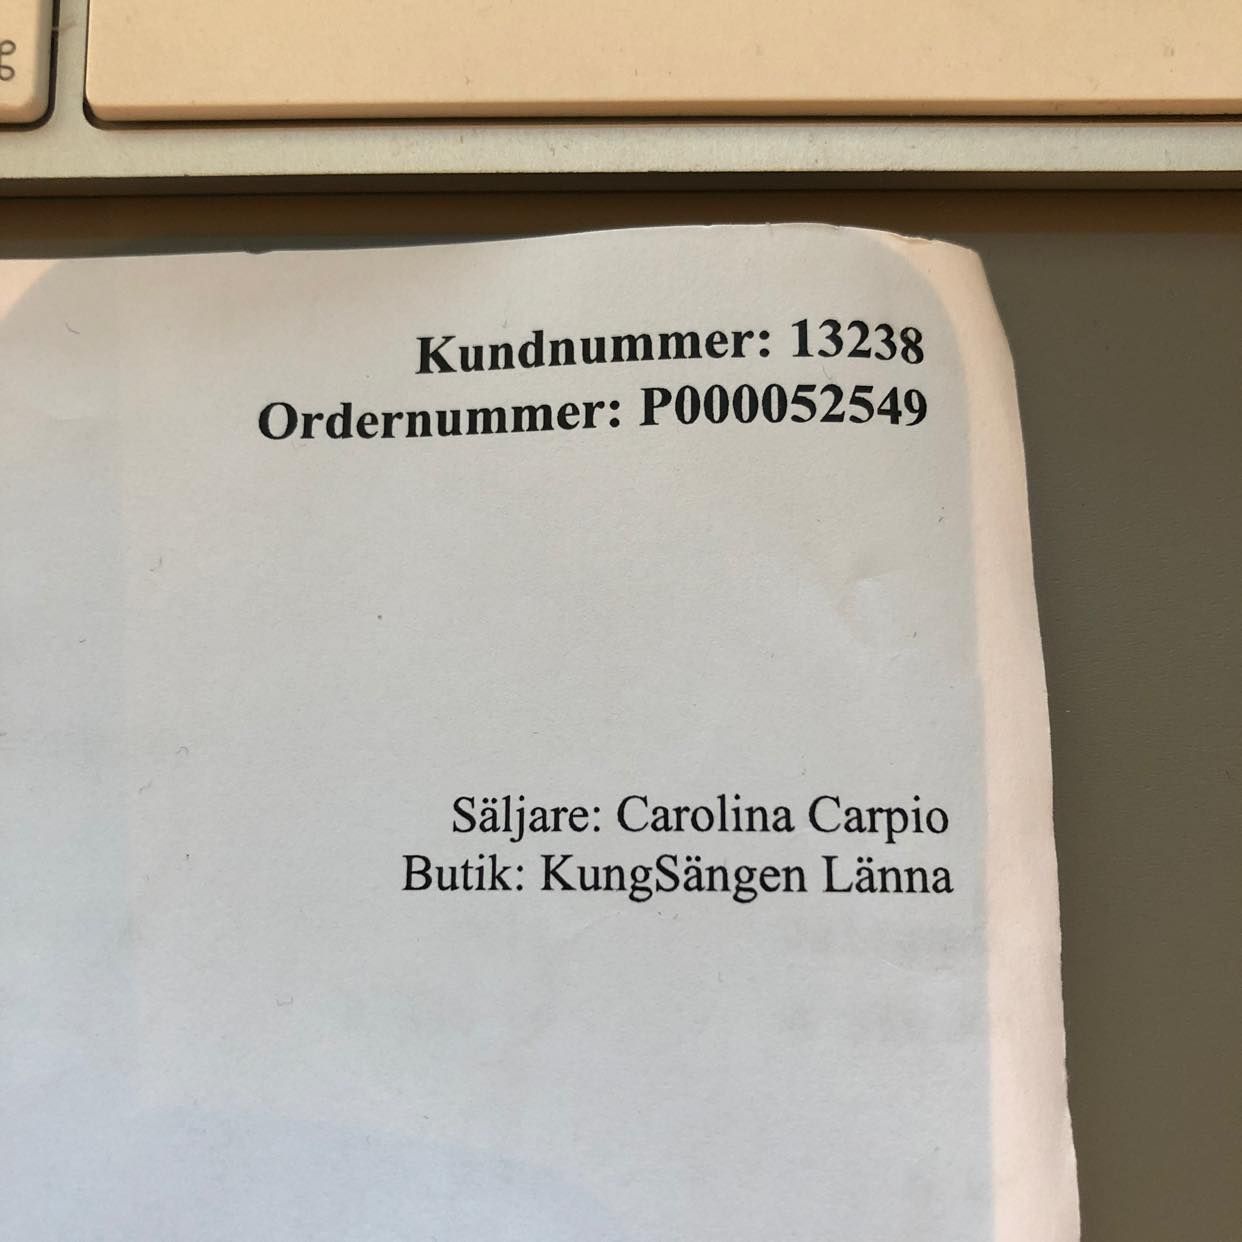 ⌘
Kundnummer: 13238
Ordernummer: P000052549
Säljare: Carolina Carpio
Butik: KungSängen Länna